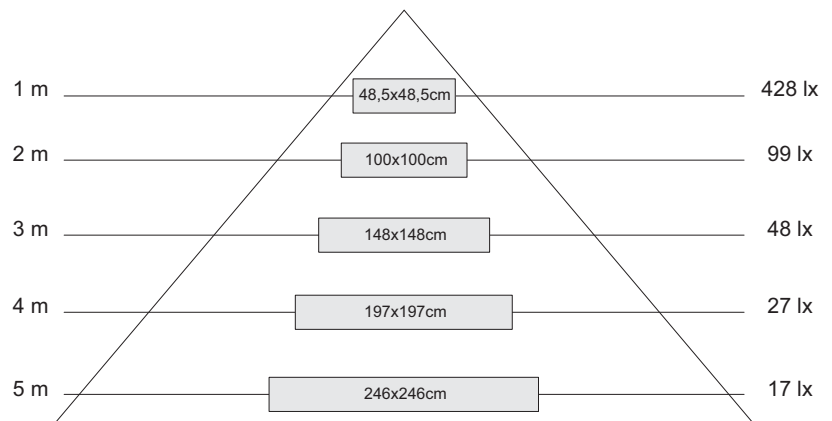 1 m 48,5x48,5cm 428 lx
2 m 100x100cm 99 lx
3 m 148x148cm 48 lx
4 m 197x197cm 27 lx
5 m 246x246cm 17 lx